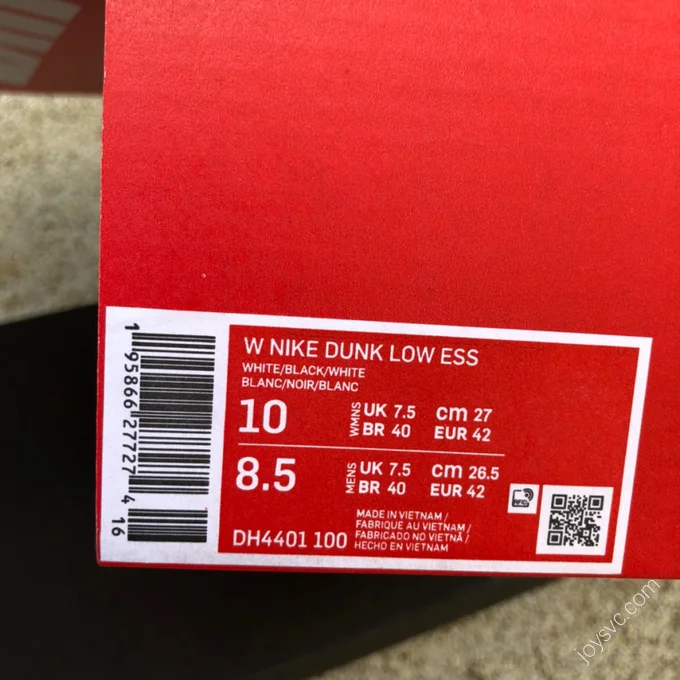 W NIKE DUNK LOW ESS
WHITE/BLACK/WHITE
BLANC/NOIR/BLANC
10 WMNS UK 7.5 cm 27
BR 40 EUR 42
8.5 MENS UK 7.5 cm 26.5
BR 40 EUR 42
DH4401 100
MADE IN VIETNAM /
FABRIQUE AU VIETNAM /
FABRICADO NO VIETNÃ /
HECHO EN VIETNAM
1 95866 27727 4
16
joysvc.com